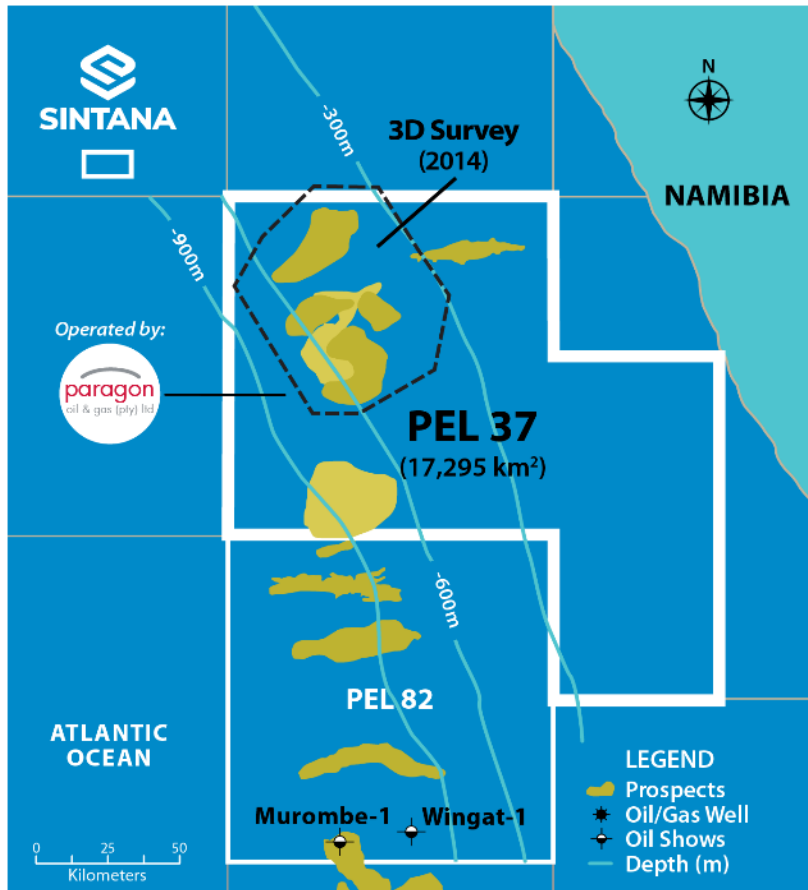 SINTANA
-300m
3D Survey
(2014)
N
NAMIBIA
-900m
Operated by:
paragon
oil & gas (pty) ltd
PEL 37
(17,295 km²)
-600m
PEL 82
ATLANTIC
OCEAN
Murombe-1
Wingat-1
0 25 50
Kilometers
LEGEND
Prospects
Oil/Gas Well
Oil Shows
Depth (m)